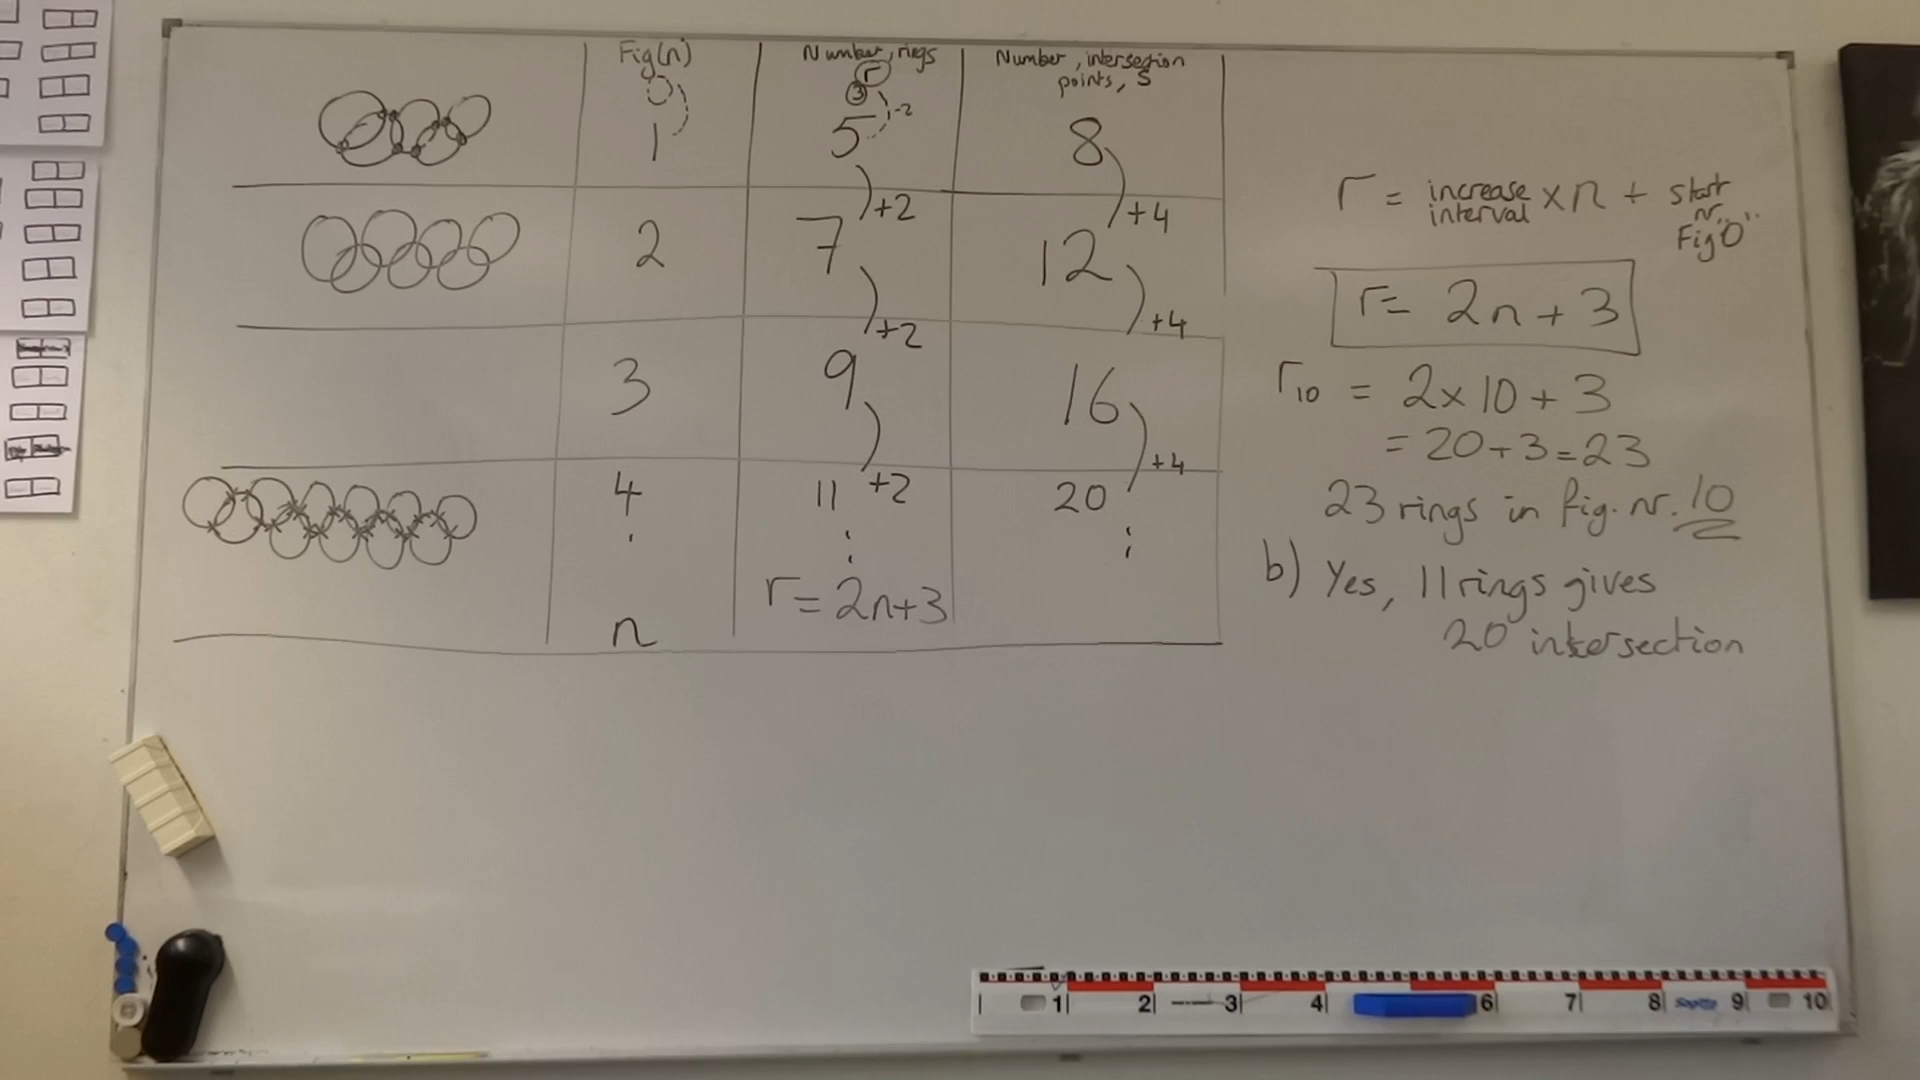 Fig(n)
Number, rings
r
Number, intersection
points, S
0
3
-2
1
5
8
+2
+4
2
7
12
+2
+4
3
9
16
+2
+4
4
11
20
r = 2n+3
n
r = increase interval × n + start nr. Fig "0"
r = 2n + 3
r10 = 2 x 10 + 3
= 20 + 3 = 23
23 rings in fig. nr. 10
b) Yes, 11 rings gives
20 intersection
1 2 3 4 6 7 8 9 10